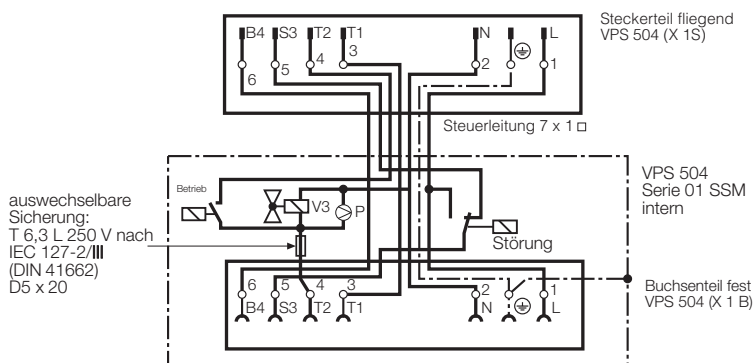 B4 S3 T2 T1 N L
6 5 4 3 2 1
Steckerteil fliegend
VPS 504 (X 1S)
Steuerleitung 7 x 1 □
VPS 504
Serie 01 SSM
intern
Betrieb
V3
P
Störung
auswechselbare
Sicherung:
T 6,3 L 250 V nach
IEC 127-2/III
(DIN 41662)
D5 x 20
6 5 4 3 2 1
B4 S3 T2 T1 N L
Buchsenteil fest
VPS 504 (X 1 B)